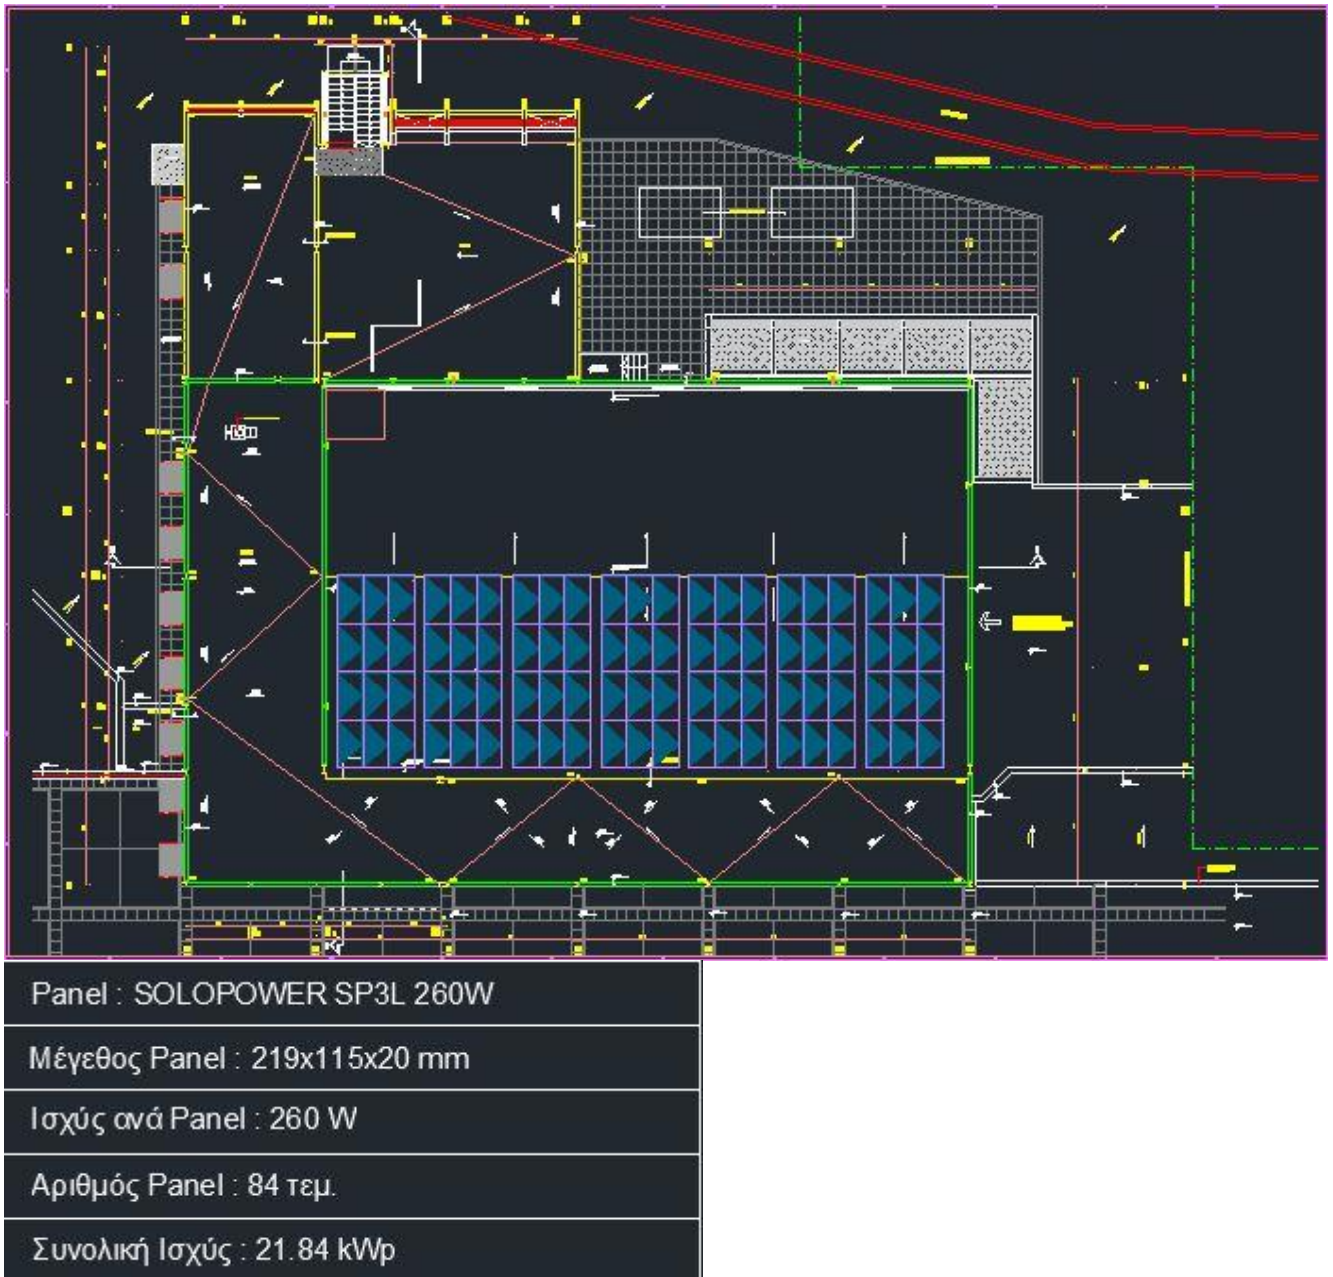 Panel : SOLOPOWER SP3L 260W
Μέγεθος Panel : 219x115x20 mm
Ισχύς ανά Panel : 260 W
Αριθμός Panel : 84 τεμ.
Συνολική Ισχύς : 21.84 kWp